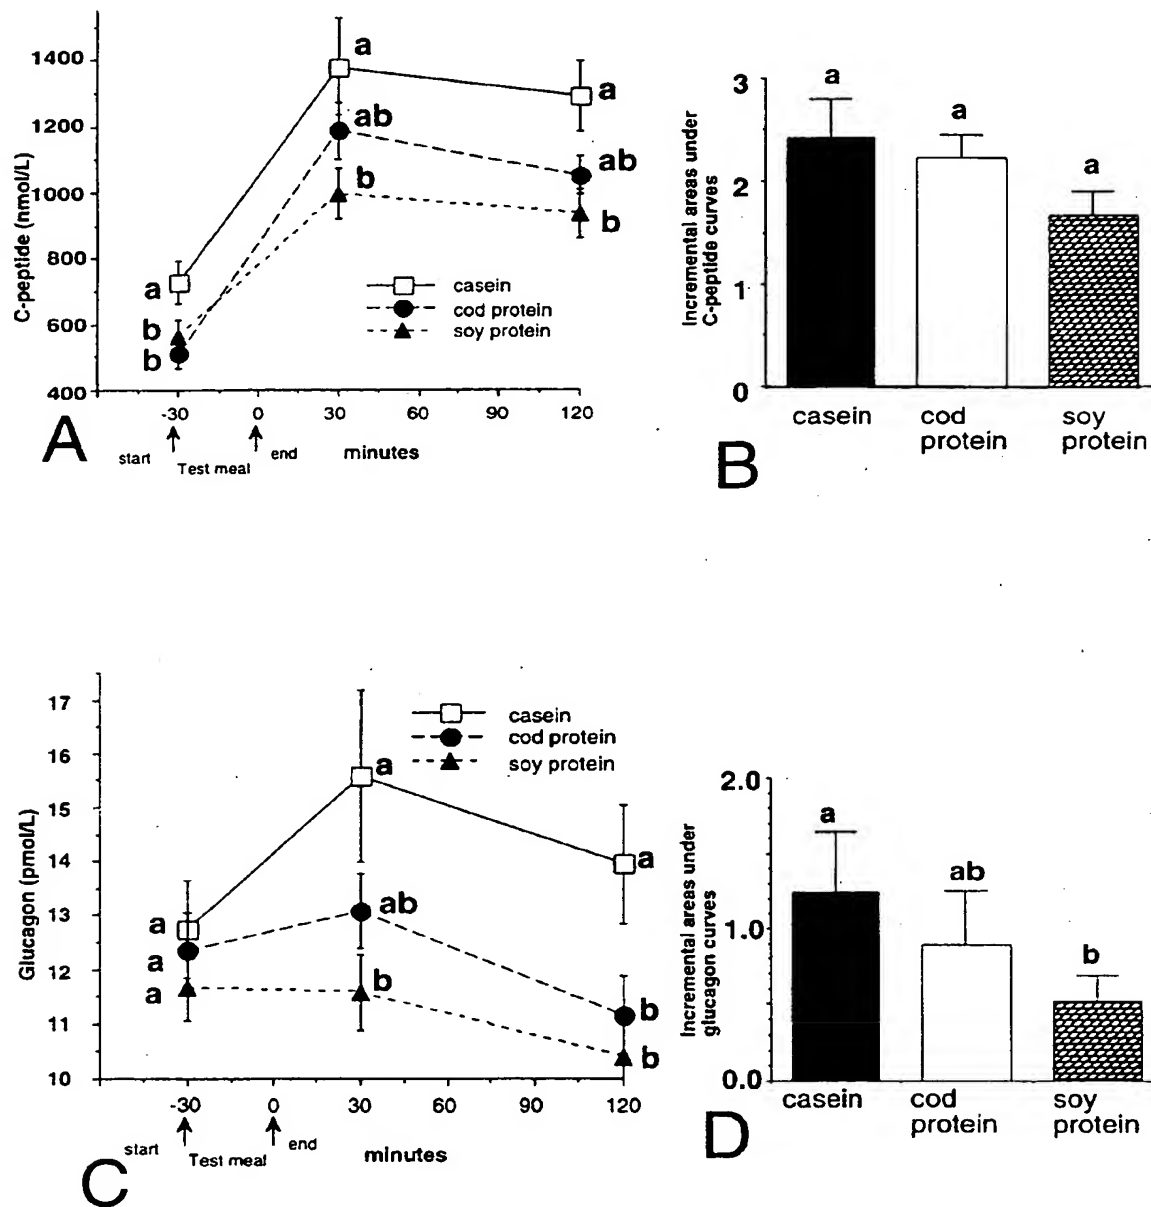 C-peptide (nmol/L)
1400
1200
1000
800
600
400
a
a
ab
ab
b
a
b
b
b
casein
cod protein
soy protein
-30
0
30
60
90
120
A
start
Test meal
end
minutes
Incremental areas under
C-peptide curves
3
2
1
0
a
a
a
casein
cod
protein
soy
protein
B
Glucagon (pmol/L)
17
16
15
14
13
12
11
10
casein
cod protein
soy protein
a
a
a
ab
a
a
b
b
b
-30
0
30
60
90
120
C
start
Test meal
end
minutes
Incremental areas under
glucagon curves
2.0
1.0
0.0
a
ab
b
casein
cod
protein
soy
protein
D